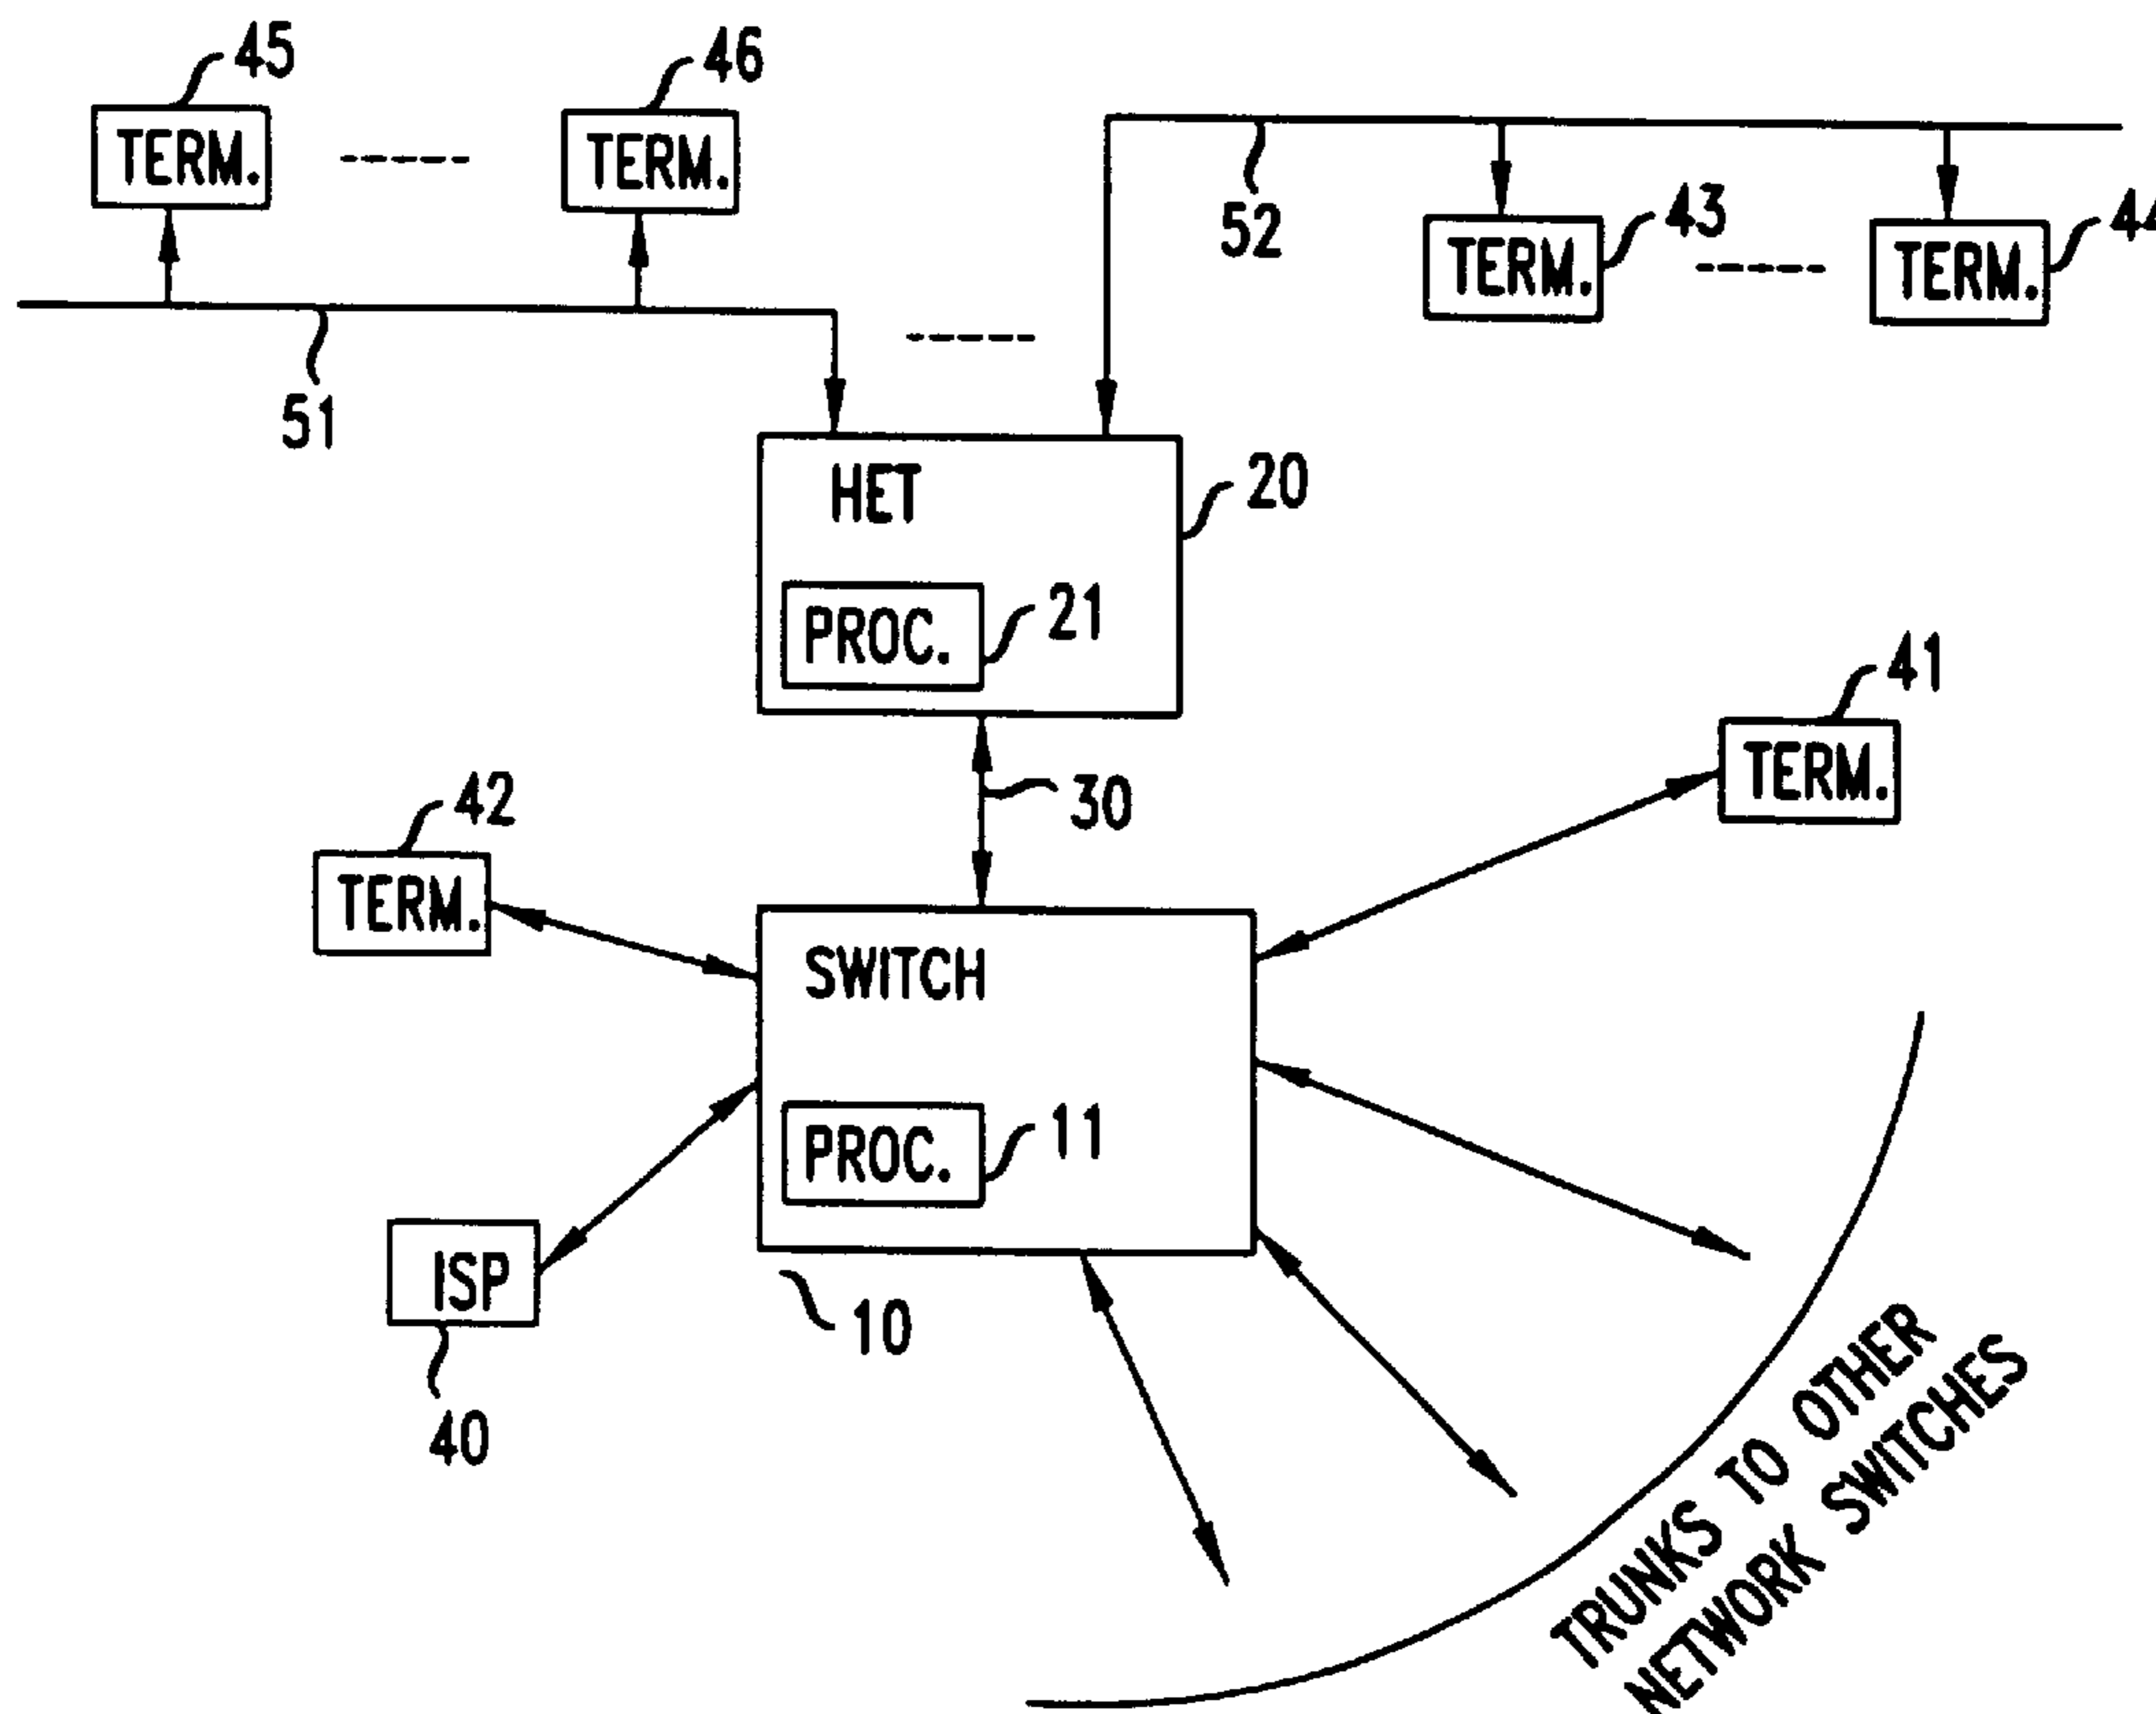 45
46
TERM.
TERM.
52
43
44
TERM.
TERM.
51
HET
20
PROC.
21
41
TERM.
30
42
TERM.
SWITCH
PROC.
11
ISP
10
40
TRUNKS TO OTHER
NETWORK SWITCHES